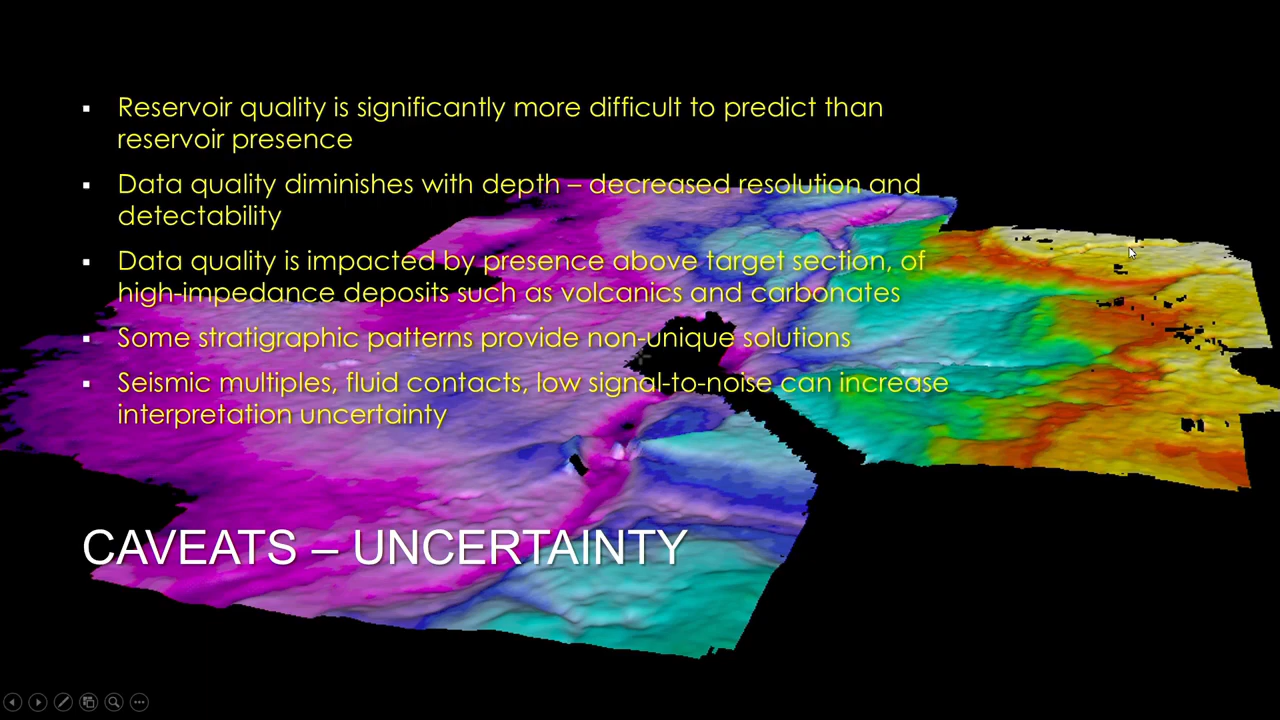 ▪ Reservoir quality is significantly more difficult to predict than
reservoir presence
▪ Data quality diminishes with depth – decreased resolution and
detectability
▪ Data quality is impacted by presence above target section, of
high-impedance deposits such as volcanics and carbonates
▪ Some stratigraphic patterns provide non-unique solutions
▪ Seismic multiples, fluid contacts, low signal-to-noise can increase
interpretation uncertainty
CAVEATS – UNCERTAINTY